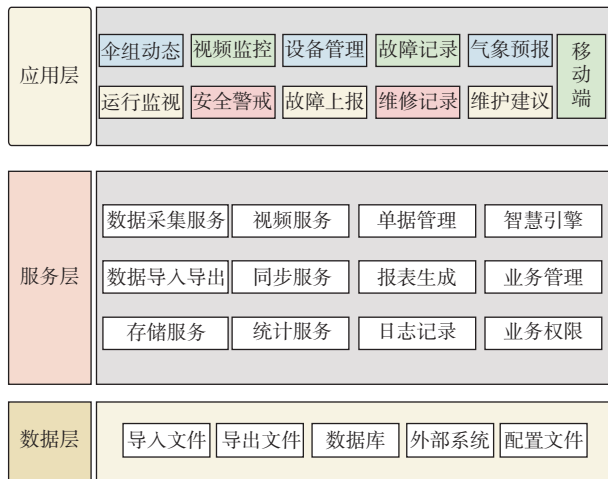 应用层
伞组动态 视频监控 设备管理 故障记录 气象预报
运行监视 安全警戒 故障上报 维修记录 维护建议
移动端
服务层
数据采集服务 视频服务 单据管理 智慧引擎
数据导入导出 同步服务 报表生成 业务管理
存储服务 统计服务 日志记录 业务权限
数据层
导入文件 导出文件 数据库 外部系统 配置文件